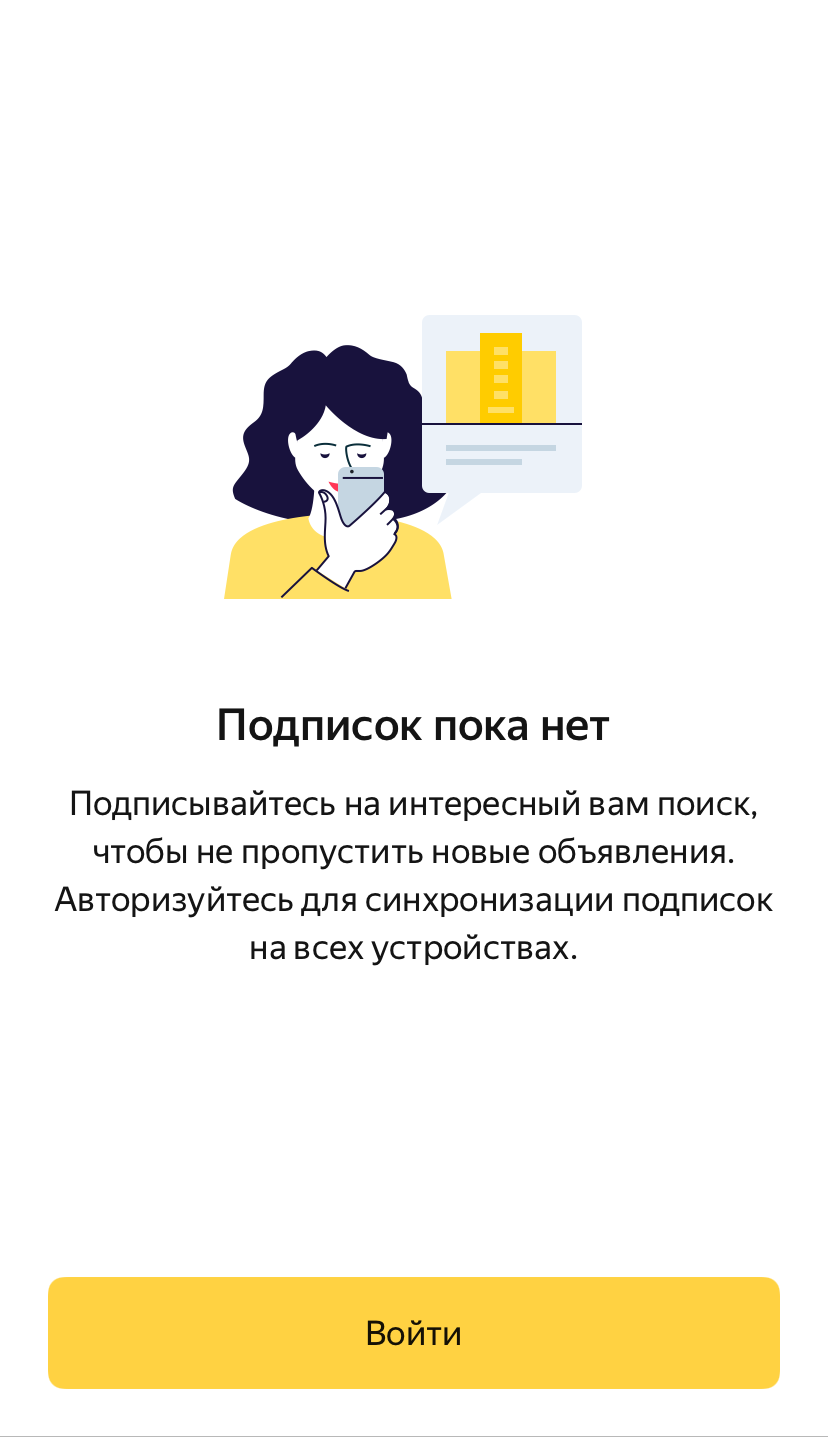 Подписок пока нет
Подписывайтесь на интересный вам поиск,
чтобы не пропустить новые объявления.
Авторизуйтесь для синхронизации подписок
на всех устройствах.
Войти